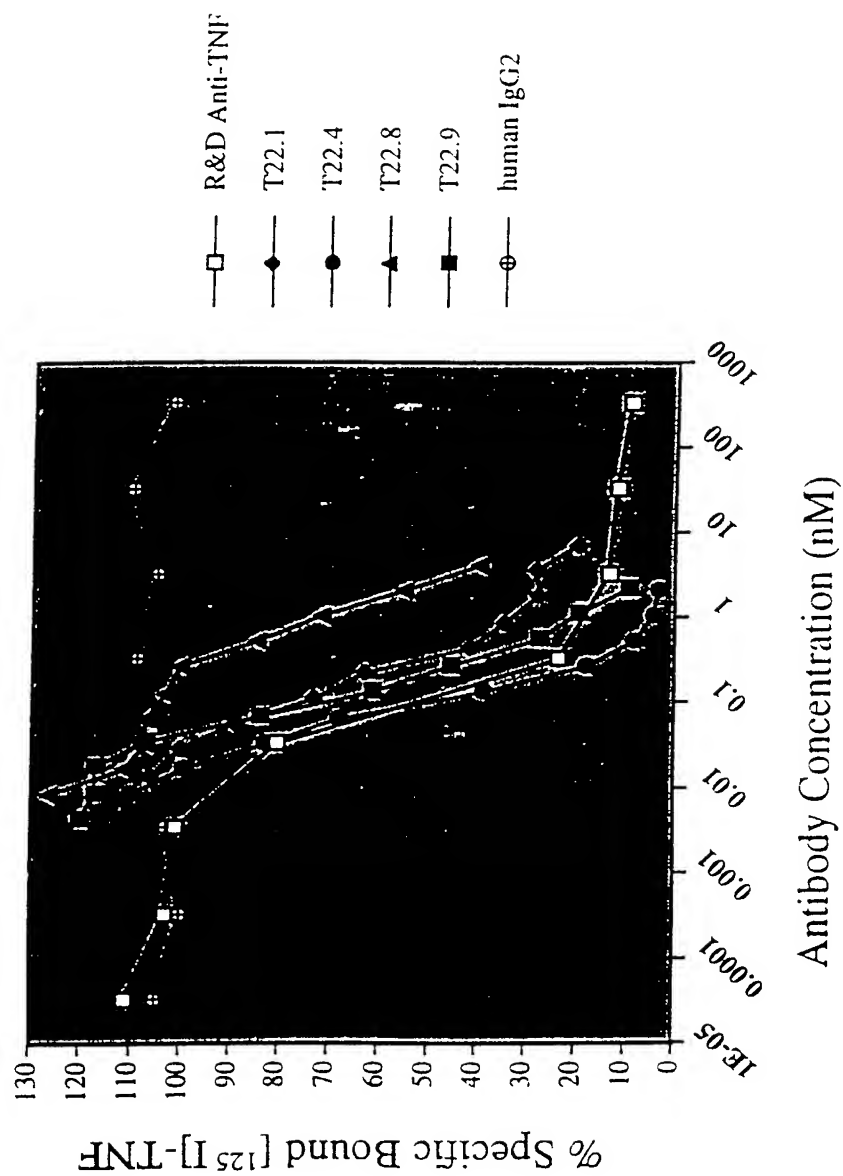 R&D Anti-TNF
T22.1
T22.4
T22.8
T22.9
human IgG2
% Specific Bound [¹²⁵I]-TNF
130
120
110
100
90
80
70
60
50
40
30
20
10
0
1E-05
0.0001
0.001
0.01
0.1
1
10
100
1000
Antibody Concentration (nM)